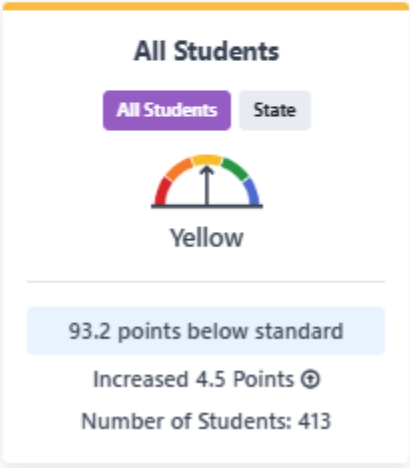 All Students
All Students State
Yellow
93.2 points below standard
Increased 4.5 Points
Number of Students: 413